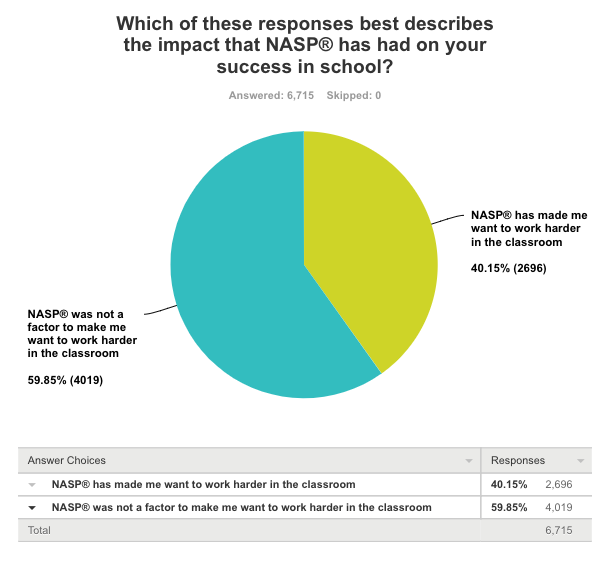 Which of these responses best describes
the impact that NASP® has had on your
success in school?
Answered: 6,715 Skipped: 0
NASP® has made me
want to work harder
in the classroom
40.15% (2696)
NASP® was not a
factor to make me
want to work harder
in the classroom
59.85% (4019)
Answer Choices Responses
NASP® has made me want to work harder in the classroom 40.15% 2,696
NASP® was not a factor to make me want to work harder in the classroom 59.85% 4,019
Total 6,715